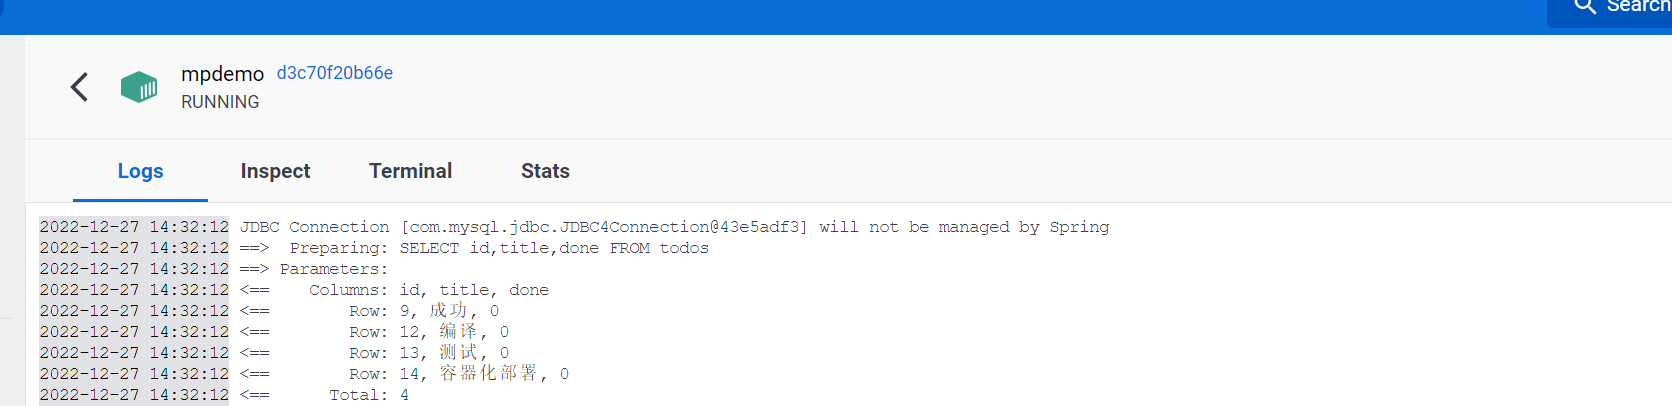 Search
mpdemo d3c70f20b66e
RUNNING
Logs Inspect Terminal Stats
2022-12-27 14:32:12 JDBC Connection [com.mysql.jdbc.JDBC4Connection@43e5adf3] will not be managed by Spring
2022-12-27 14:32:12 ==>  Preparing: SELECT id,title,done FROM todos
2022-12-27 14:32:12 ==> Parameters:
2022-12-27 14:32:12 <==    Columns: id, title, done
2022-12-27 14:32:12 <==        Row: 9, 成功, 0
2022-12-27 14:32:12 <==        Row: 12, 编译, 0
2022-12-27 14:32:12 <==        Row: 13, 测试, 0
2022-12-27 14:32:12 <==        Row: 14, 容器化部署, 0
2022-12-27 14:32:12 <==      Total: 4